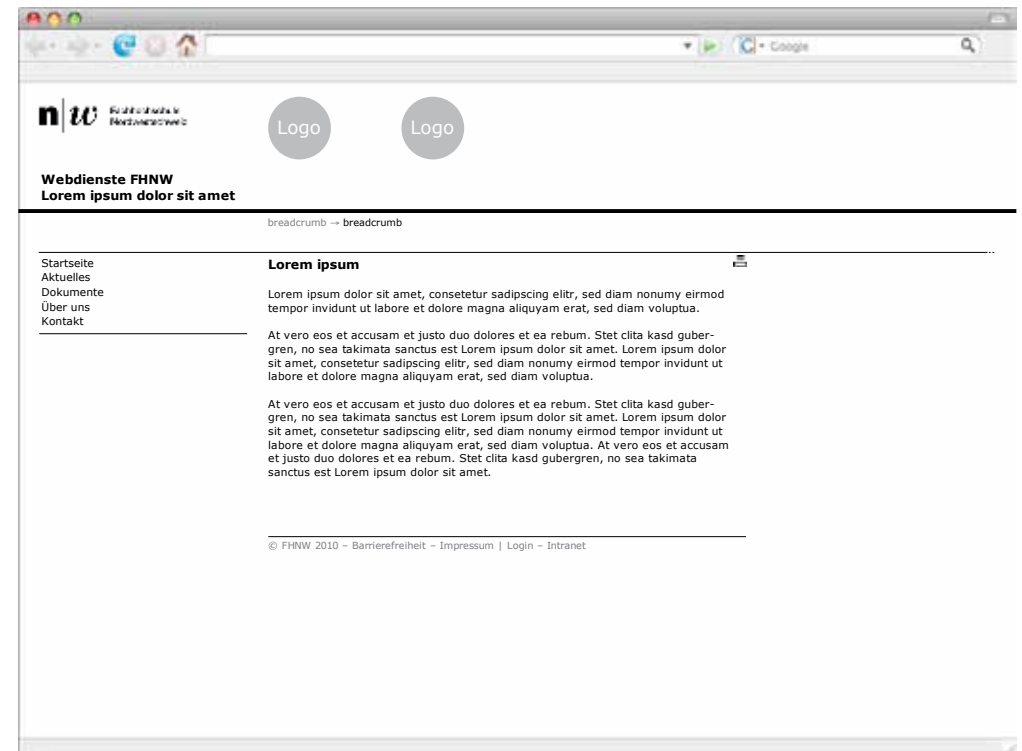 Google
n|w Fachhochschule
Nordwestschweiz
Logo
Logo
Webdienste FHNW
Lorem ipsum dolor sit amet
breadcrumb → breadcrumb
Startseite
Aktuelles
Dokumente
Über uns
Kontakt
Lorem ipsum
Lorem ipsum dolor sit amet, consetetur sadipscing elitr, sed diam nonumy eirmod
tempor invidunt ut labore et dolore magna aliquyam erat, sed diam voluptua.
At vero eos et accusam et justo duo dolores et ea rebum. Stet clita kasd guber-
gren, no sea takimata sanctus est Lorem ipsum dolor sit amet. Lorem ipsum dolor
sit amet, consetetur sadipscing elitr, sed diam nonumy eirmod tempor invidunt ut
labore et dolore magna aliquyam erat, sed diam voluptua.
At vero eos et accusam et justo duo dolores et ea rebum. Stet clita kasd guber-
gren, no sea takimata sanctus est Lorem ipsum dolor sit amet. Lorem ipsum dolor
sit amet, consetetur sadipscing elitr, sed diam nonumy eirmod tempor invidunt ut
labore et dolore magna aliquyam erat, sed diam voluptua. At vero eos et accusam
et justo duo dolores et ea rebum. Stet clita kasd gubergren, no sea takimata
sanctus est Lorem ipsum dolor sit amet.
© FHNW 2010 – Barrierefreiheit – Impressum | Login – Intranet